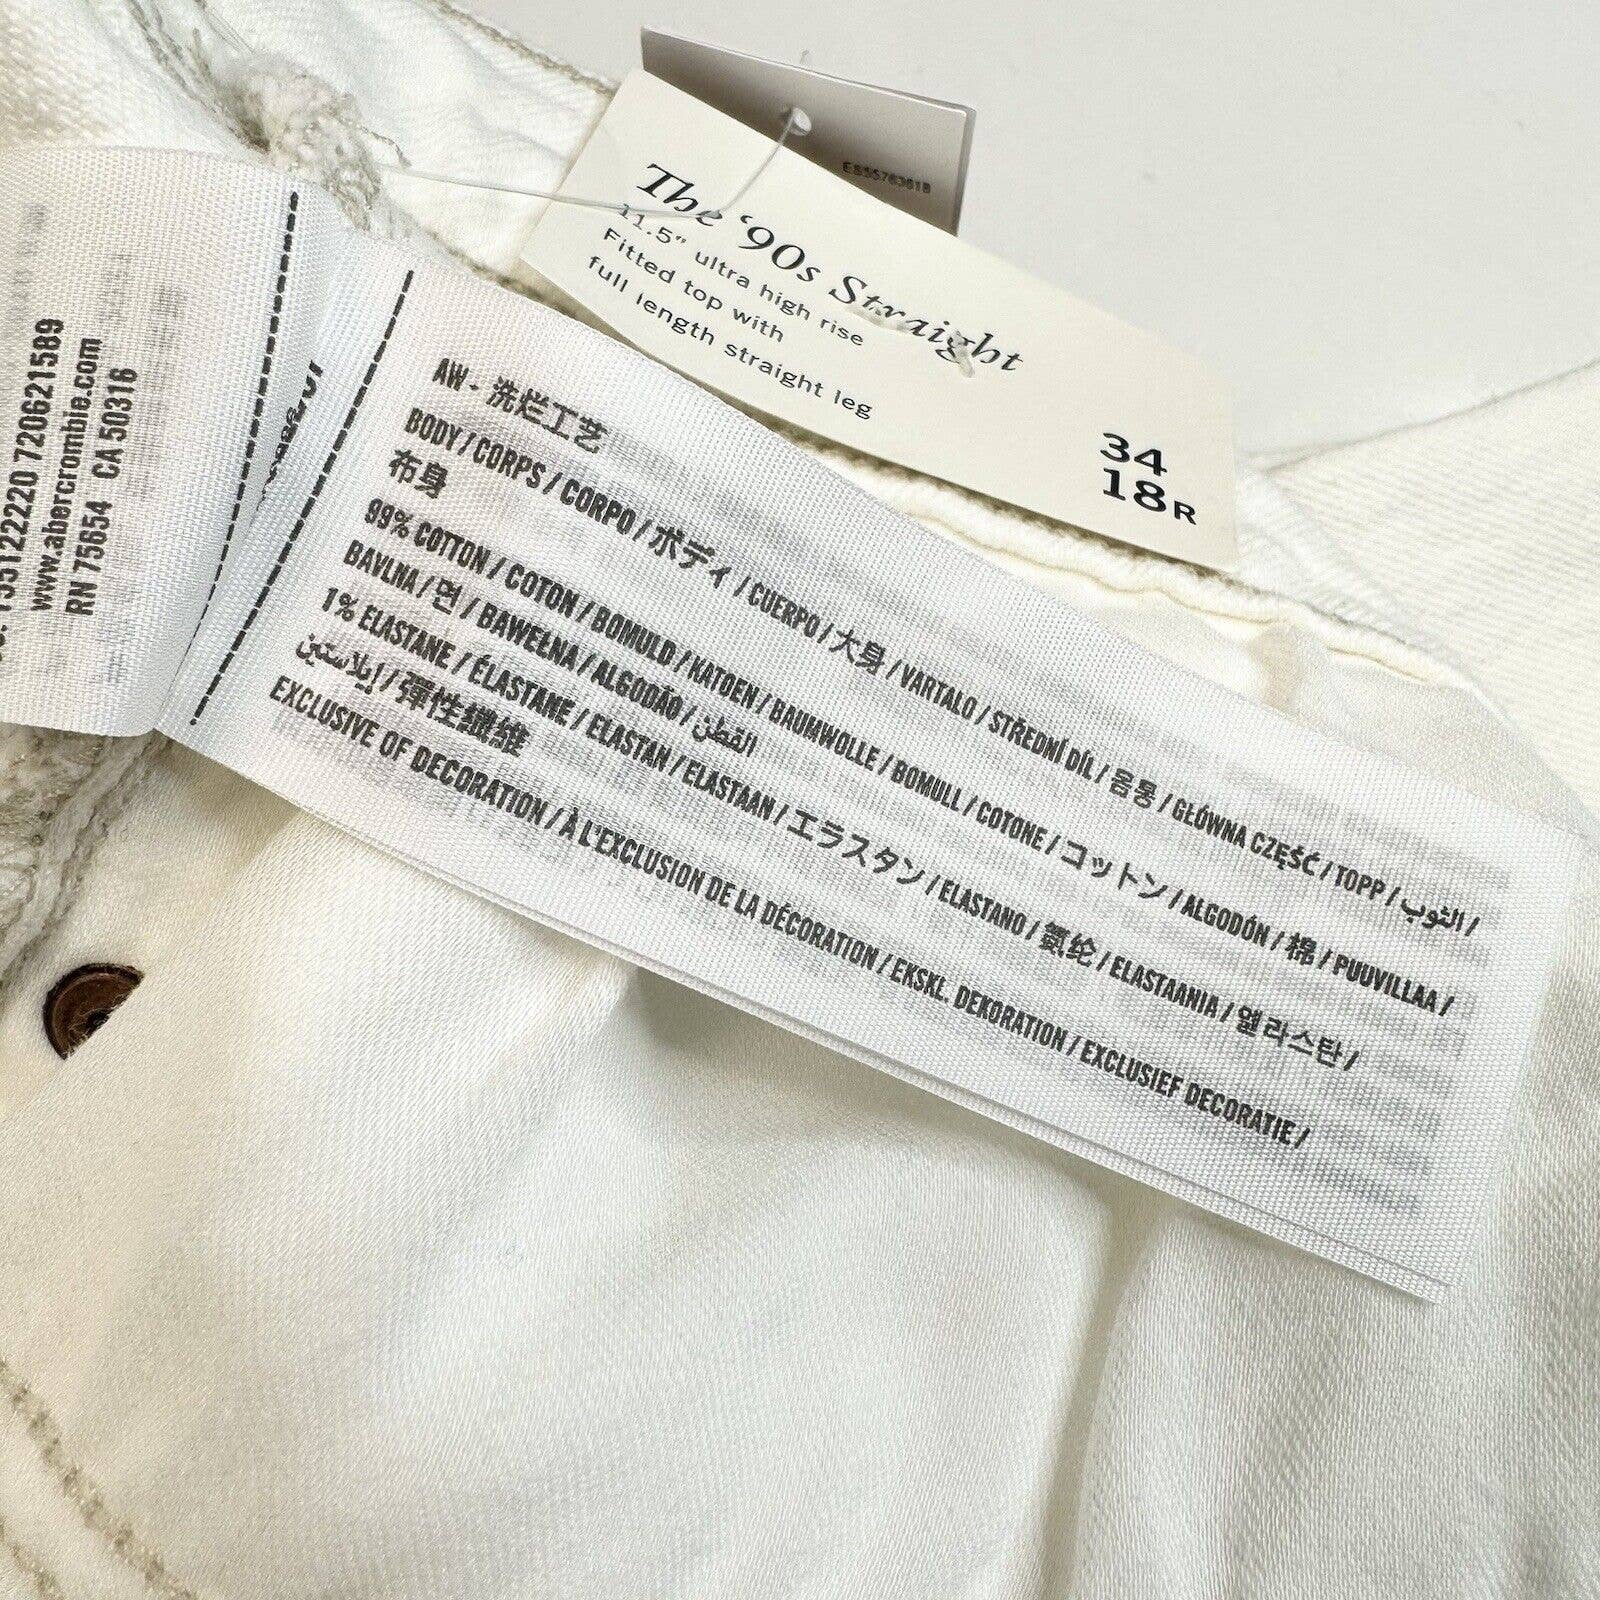 E855763618
The '90s Straight
11.5" ultra high rise
Fitted top with
full length straight leg
34
18R
AW - 洗烂工艺
BODY / CORPS / CORPO / ボディ / CUERPO / 大身 / VARTALO / STŘEDNÍ DÍL / 몸통 / GŁÓWNA CZĘŚĆ / TOPP / الثوب /
布身
99% COTTON / COTON / BOMULD / KATOEN / BAUMWOLLE / BOMULL / COTONE / コットン / ALGODÓN / 棉 / PUUVILLAA /
BAVLNA / 면 / BAWEŁNA / ALGODÃO / القطن
1% ELASTANE / ÉLASTANE / ELASTAN / ELASTAAN / エラスタン / ELASTANO / 氨纶 / ELASTAANIA / 엘라스탄 /
إيلاستين / 彈性纖維
EXCLUSIVE OF DECORATION / À L'EXCLUSION DE LA DÉCORATION / EKSKL. DEKORATION / EXCLUSIEF DECORATIE /
155122220 720621589
www.abercrombie.com
RN 75654 CA 50316